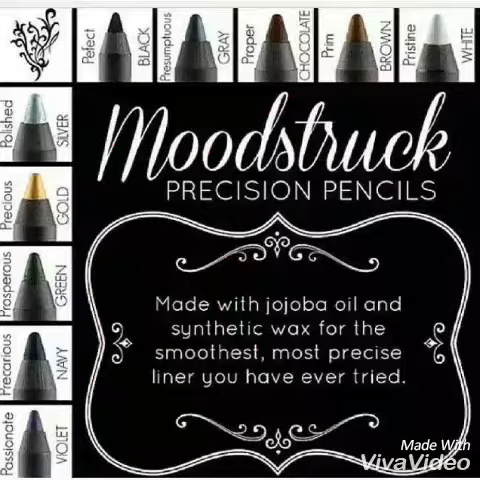 Pefect
BLACK
Presumptuous
GRAY
Proper
CHOCOLATE
Prim
BROWN
Pristine
WHITE
Polished
SILVER
Precious
GOLD
Prosperous
GREEN
Precarious
NAVY
Passionate
VIOLET
Moodstruck
PRECISION PENCILS
Made with jojoba oil and
synthetic wax for the
smoothest, most precise
liner you have ever tried.
Made With
VivaVideo